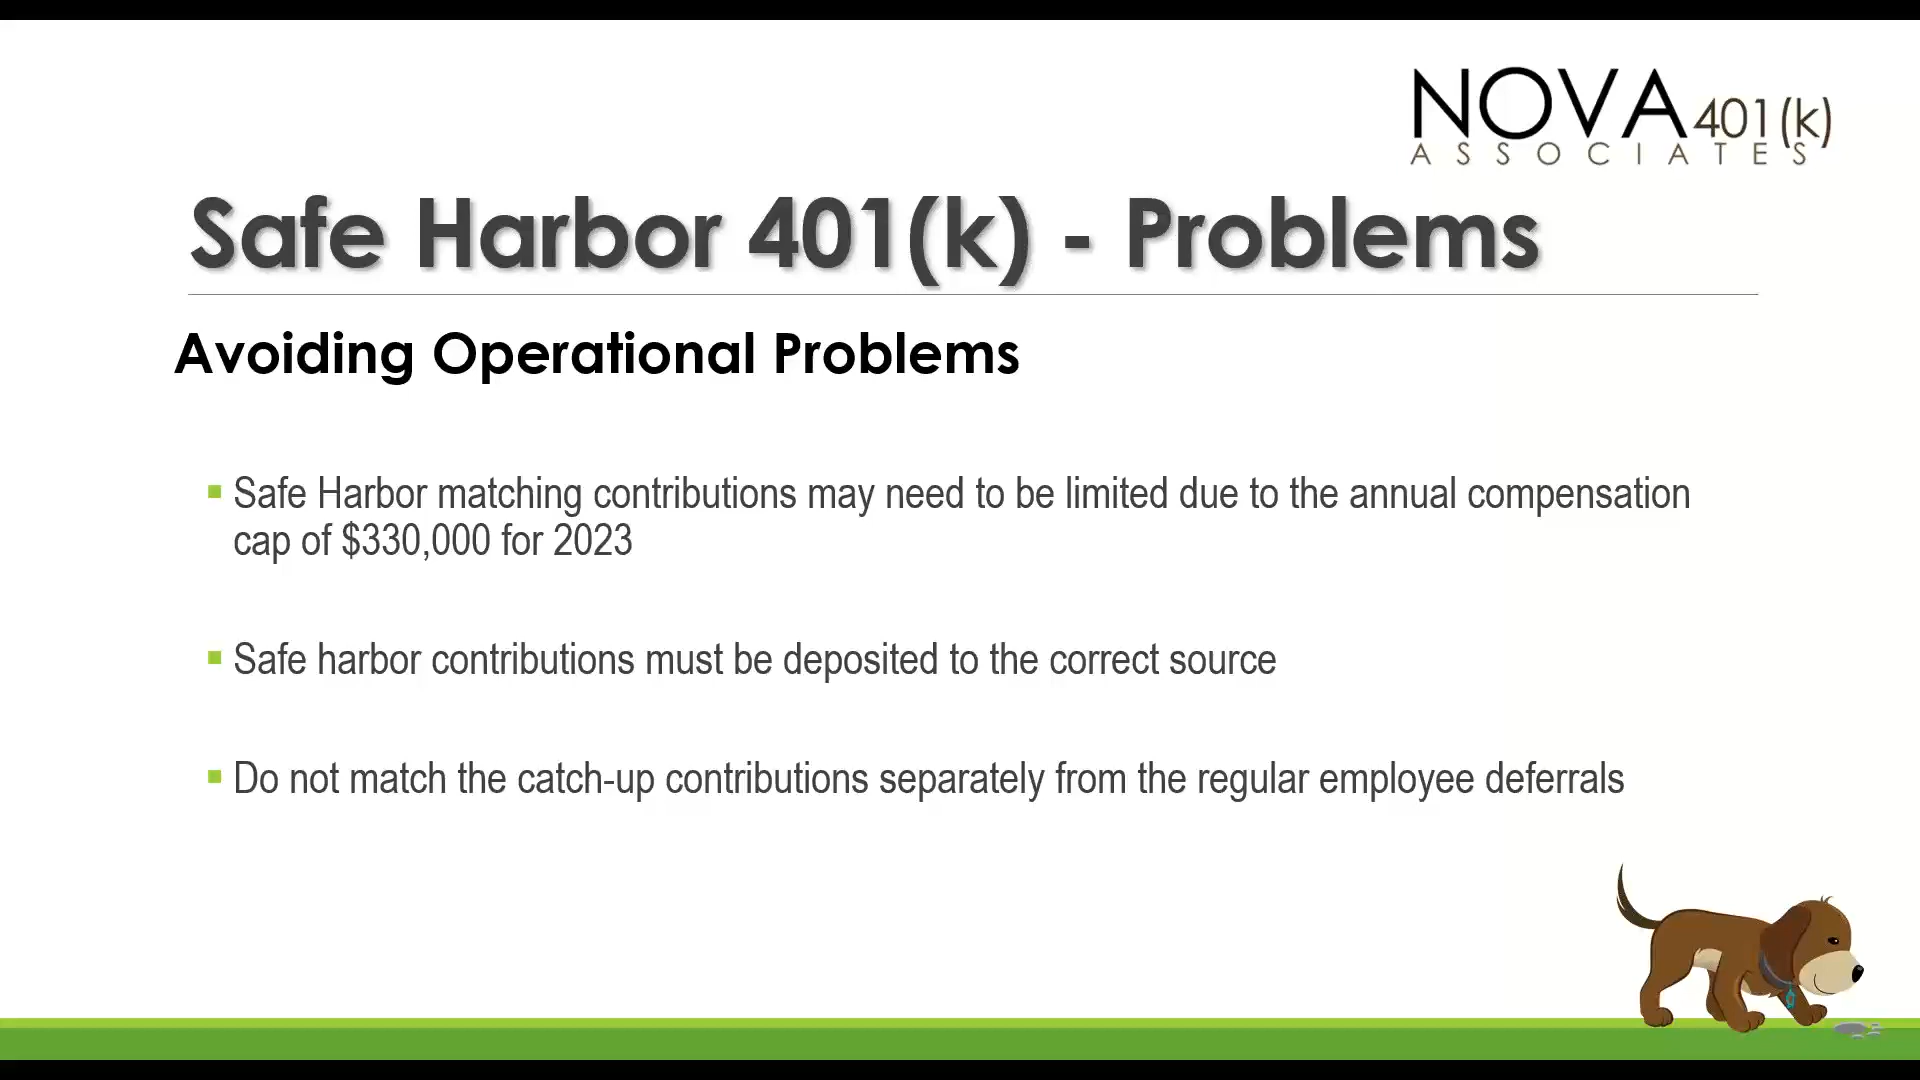 NOVA 401(k)
ASSOCIATES
Safe Harbor 401(k) - Problems
Avoiding Operational Problems
Safe Harbor matching contributions may need to be limited due to the annual compensation
cap of $330,000 for 2023
Safe harbor contributions must be deposited to the correct source
Do not match the catch-up contributions separately from the regular employee deferrals